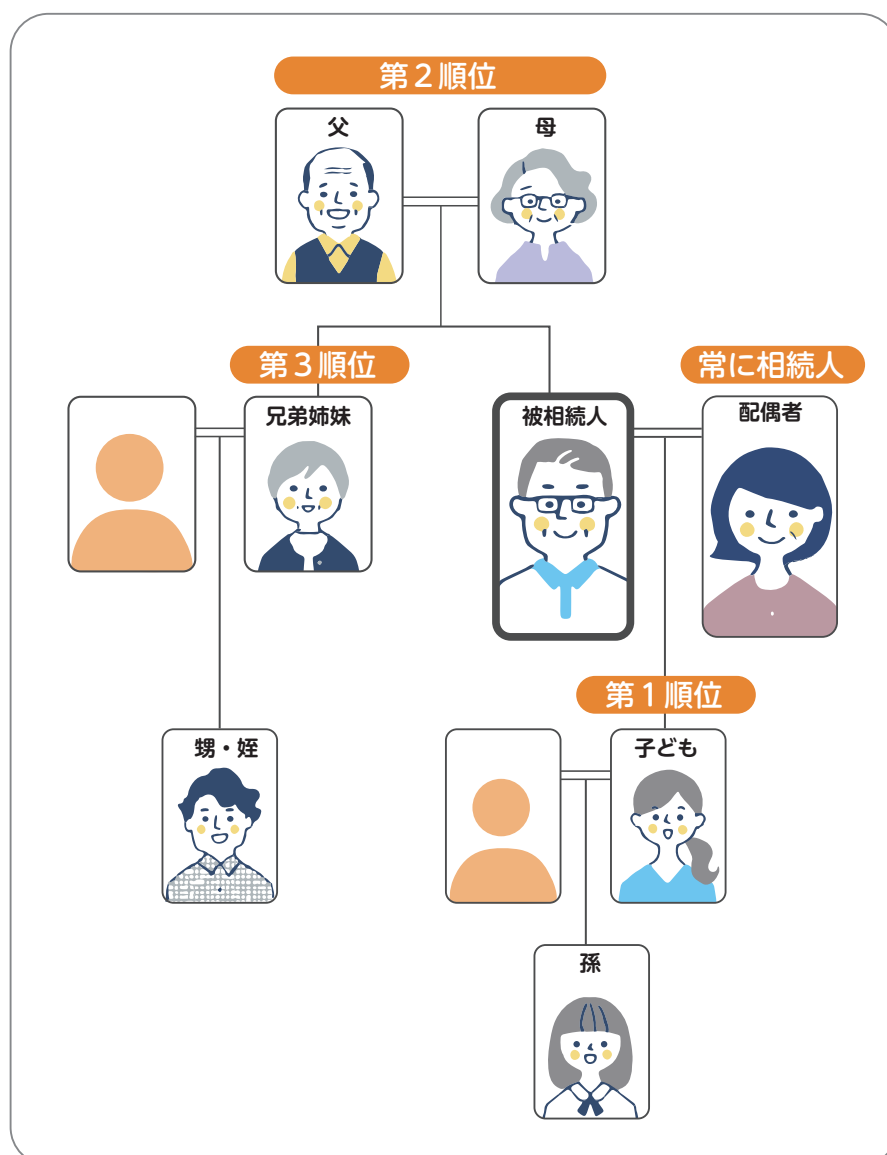 第２順位
父
母
第３順位
常に相続人
兄弟姉妹
被相続人
配偶者
第１順位
甥・姪
子ども
孫